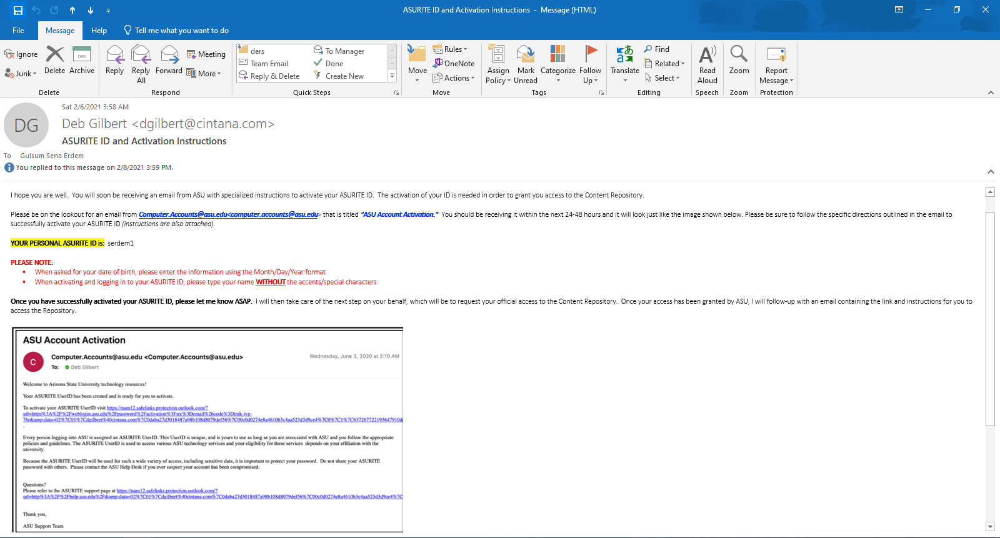 ASURITE ID and Activation Instructions - Message (HTML)
File Message Help Tell me what you want to do
Ignore
Junk
Delete
Archive
Delete
Reply
Reply All
Forward
Meeting
More
Respond
ders
Team Email
Reply & Delete
To Manager
Done
Create New
Quick Steps
Move
Rules
OneNote
Actions
Move
Assign Policy
Mark Unread
Categorize
Follow Up
Tags
Translate
Find
Related
Select
Editing
Read Aloud
Speech
Zoom
Zoom
Report Message
Protection
Sat 2/6/2021 3:58 AM
DG
Deb Gilbert <dgilbert@cintana.com>
ASURITE ID and Activation Instructions
To Gulsum Sena Erdem
You replied to this message on 2/8/2021 3:59 PM.
I hope you are well. You will soon be receiving an email from ASU with specialized instructions to activate your ASURITE ID. The activation of your ID is needed in order to grant you access to the Content Repository.
Please be on the lookout for an email from Computer.Accounts@asu.edu<computer.accounts@asu.edu> that is titled "ASU Account Activation." You should be receiving it within the next 24-48 hours and it will look just like the image shown below. Please be sure to follow the specific directions outlined in the email to
successfully activate your ASURITE ID (instructions are also attached).
YOUR PERSONAL ASURITE ID is: serdem1
PLEASE NOTE:
• When asked for your date of birth, please enter the information using the Month/Day/Year format
• When activating and logging in to your ASURITE ID, please type your name WITHOUT the accents/special characters
Once you have successfully activated your ASURITE ID, please let me know ASAP. I will then take care of the next step on your behalf, which will be to request your official access to the Content Repository. Once your access has been granted by ASU, I will follow-up with an email containing the link and instructions for you to
access the Repository.
ASU Account Activation
C
Computer.Accounts@asu.edu <Computer.Accounts@asu.edu>
Wednesday, June 3, 2020 at 2:10 AM
To: Deb Gilbert
Welcome to Arizona State University technology resources!
Your ASURITE UserID has been created and is ready for you to activate.
To activate your ASURITE UserID visit https://nam12.safelinks.protection.outlook.com/?
url=https%3A%2F%2Fweblogin.asu.edu%2Fpassword%2Factivation%3Fsrc%3Demail%26code%3Dimk-ivg-
76r&amp;data=02%7C01%7Cdgilbert%40cintana.com%7C0daba27d3018487a98b108d8079def56%7C00c0d0274e8a4610b3c4aa523d3d9ce4%7C0%7C1%7C637267722193647910&
.
Every person logging into ASU is assigned an ASURITE UserID. This UserID is unique, and is yours to use as long as you are associated with ASU and you follow the appropriate
policies and guidelines. The ASURITE UserID is used to access various ASU technology services and your eligibility for these services depends on your affiliation with the
university.
Because the ASURITE UserID will be used for such a wide variety of access, including sensitive data, it is important to protect your password. Do not share your ASURITE
password with others. Please contact the ASU Help Desk if you ever suspect your account has been compromised.
Questions?
Please refer to the ASURITE support page at https://nam12.safelinks.protection.outlook.com/?
url=http%3A%2F%2Fhelp.asu.edu%2F&amp;data=02%7C01%7Cdgilbert%40cintana.com%7C0daba27d3018487a98b108d8079def56%7C00c0d0274e8a4610b3c4aa523d3d9ce4%7C
Thank you,
ASU Support Team